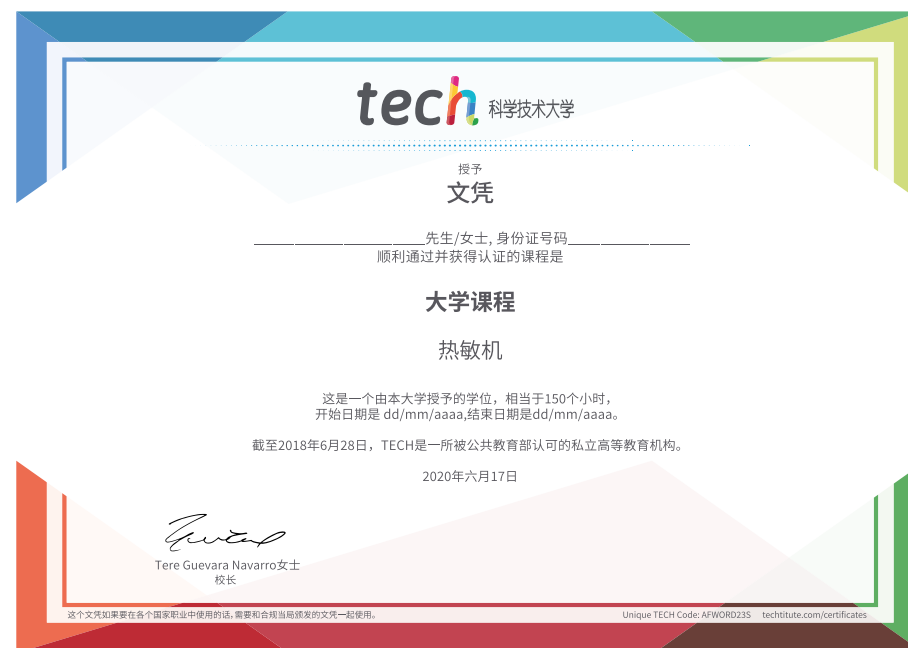 tech 科学技术大学
授予
文凭
先生/女士, 身份证号码
顺利通过并获得认证的课程是
大学课程
热敏机
这是一个由本大学授予的学位，相当于150个小时，
开始日期是 dd/mm/aaaa,结束日期是dd/mm/aaaa。
截至2018年6月28日，TECH是一所被公共教育部认可的私立高等教育机构。
2020年六月17日
Tere Guevara Navarro女士
校长
这个文凭如果要在各个国家职业中使用的话,需要和合规当局颁发的文凭一起使用。
Unique TECH Code: AFWORD23S techtitute.com/certificates